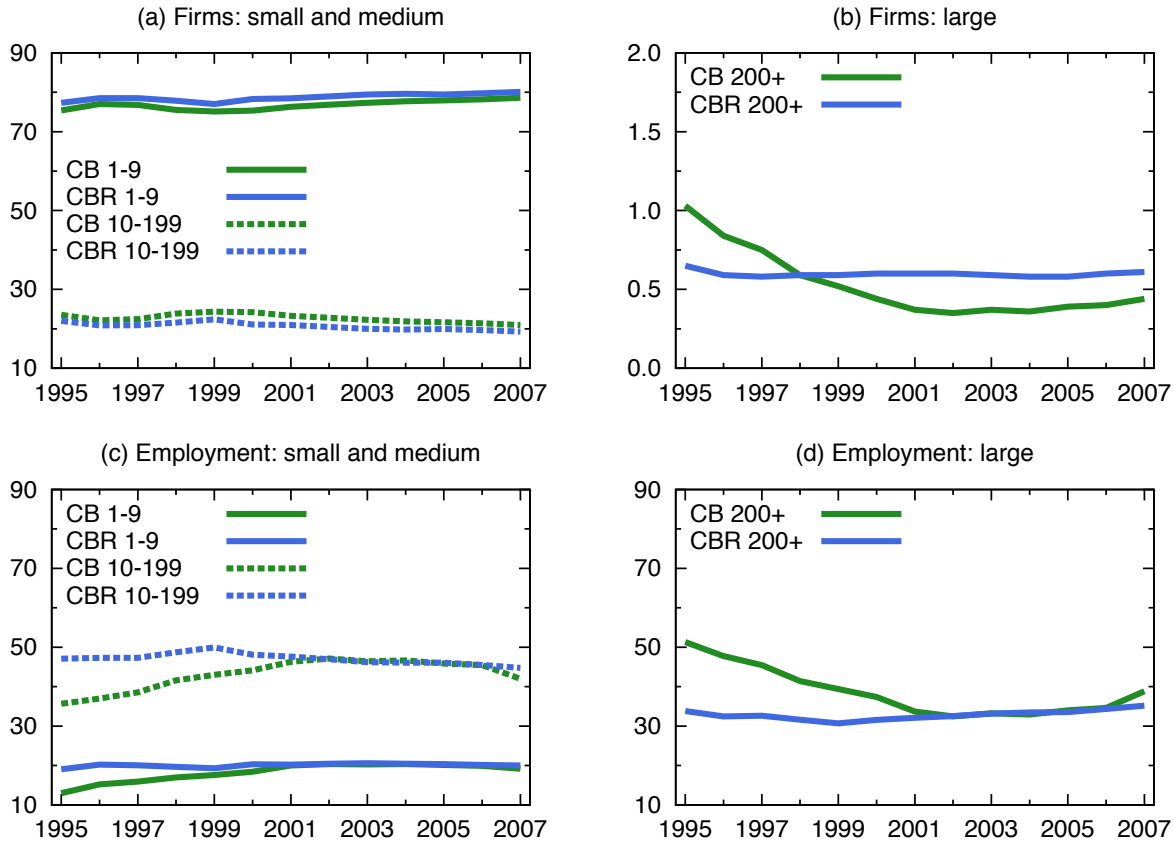 (a) Firms: small and medium
90
70
50
30
10
CB 1-9
CBR 1-9
CB 10-199
CBR 10-199
1995 1997 1999 2001 2003 2005 2007
(b) Firms: large
2.0
1.5
1.0
0.5
0.0
CB 200+
CBR 200+
1995 1997 1999 2001 2003 2005 2007
(c) Employment: small and medium
90
70
50
30
10
CB 1-9
CBR 1-9
CB 10-199
CBR 10-199
1995 1997 1999 2001 2003 2005 2007
(d) Employment: large
90
70
50
30
10
CB 200+
CBR 200+
1995 1997 1999 2001 2003 2005 2007